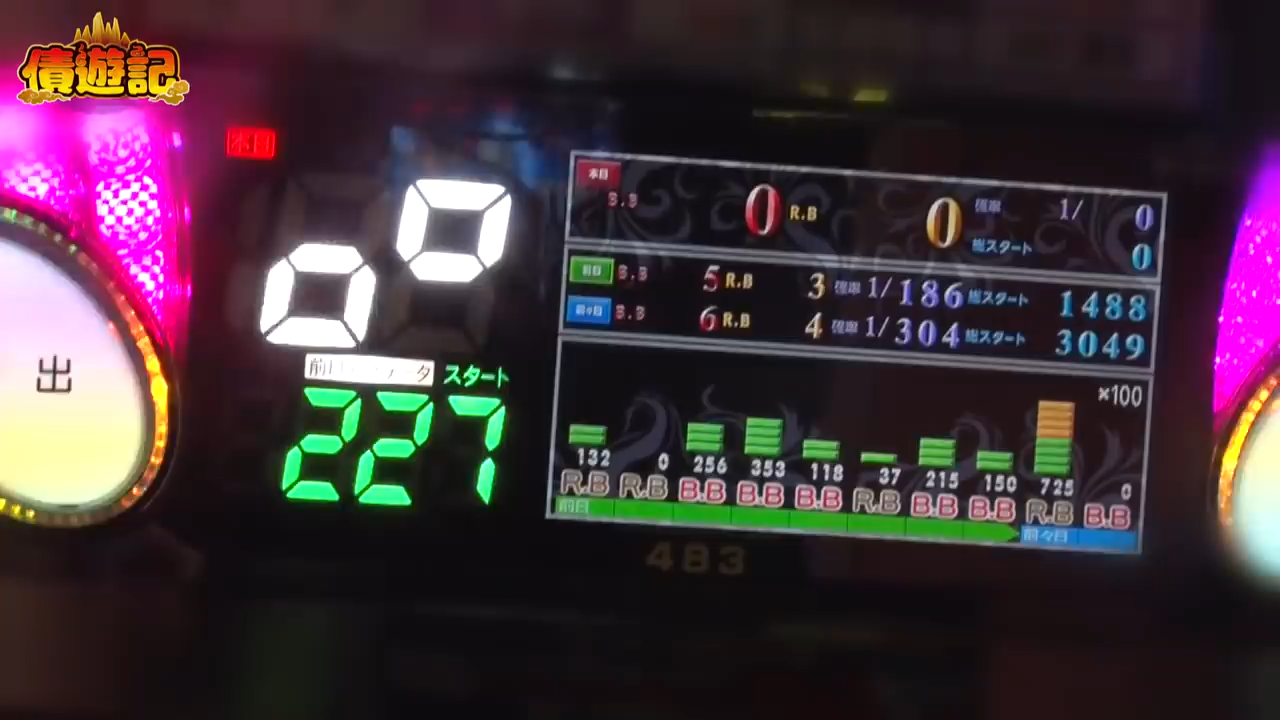 債遊記
本日
0 0
出
前日 データ スタート
227
本日
B.B 0 R.B 0 確率 1/ 0
総スタート 0
前日 B.B 5 R.B 3 確率 1/186 総スタート 1488
前々日 B.B 6 R.B 4 確率 1/304 総スタート 3049
×100
132 0 256 353 118 37 215 150 725 0
R.B R.B B.B B.B B.B R.B B.B B.B R.B B.B
前日 前々日
483